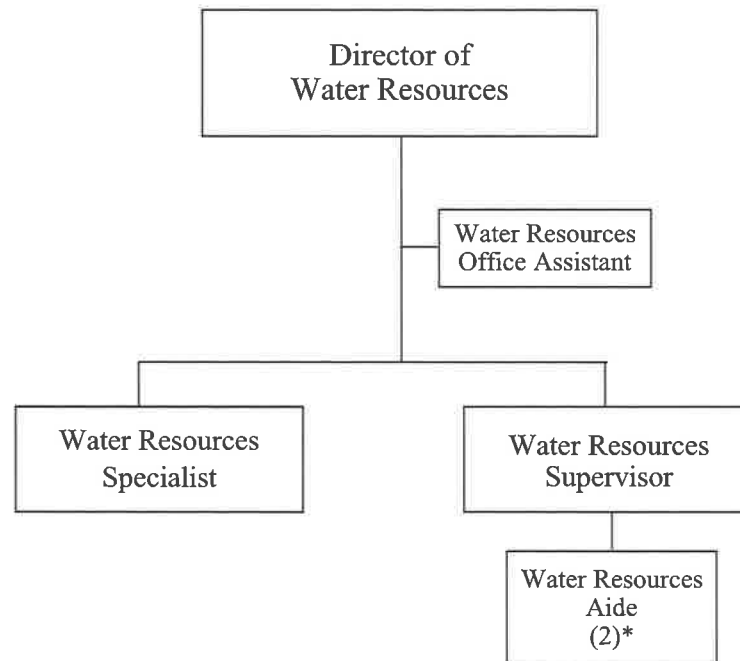 Director of
Water Resources
Water Resources
Office Assistant
Water Resources
Specialist
Water Resources
Supervisor
Water Resources
Aide
(2)*